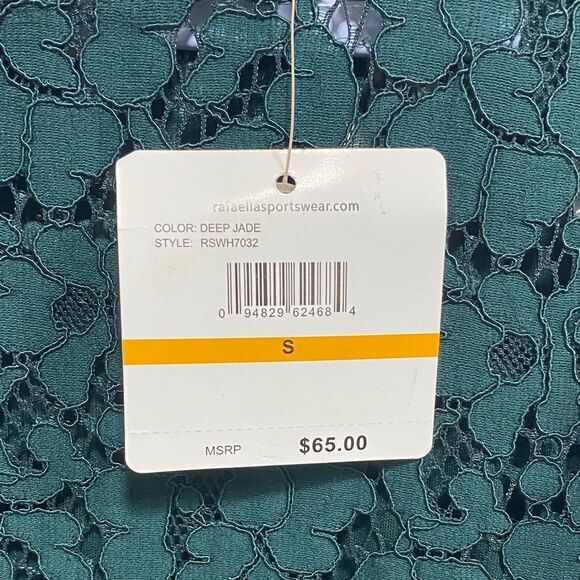 rafaellasportswear.com
COLOR: DEEP JADE
STYLE: RSWH7032
0 94829 62468 4
S
MSRP $65.00